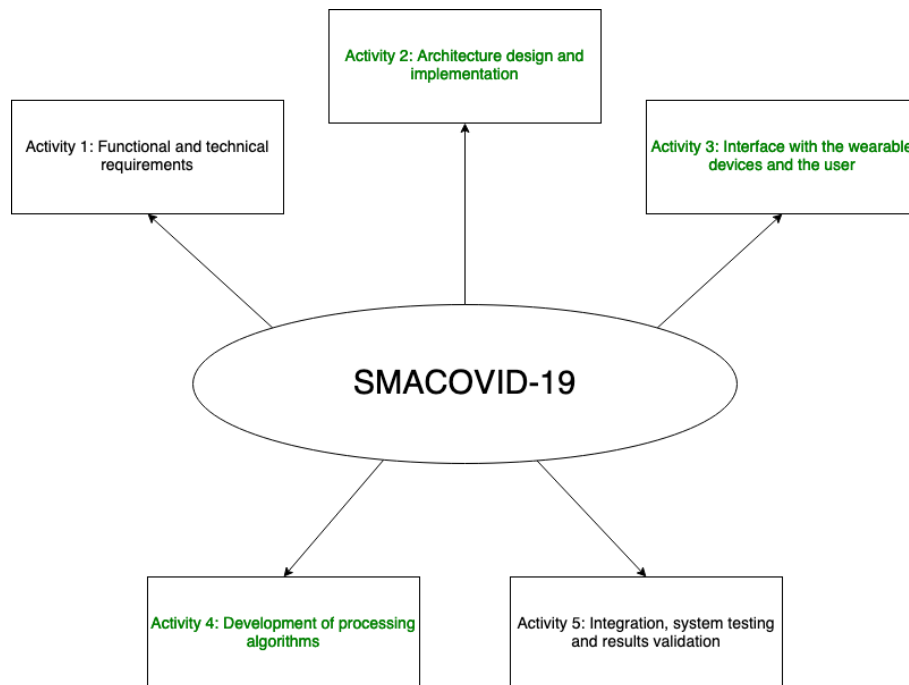 Activity 2: Architecture design and
implementation
Activity 1: Functional and technical
requirements
Activity 3: Interface with the wearable
devices and the user
SMACOVID-19
Activity 4: Development of processing
algorithms
Activity 5: Integration, system testing
and results validation